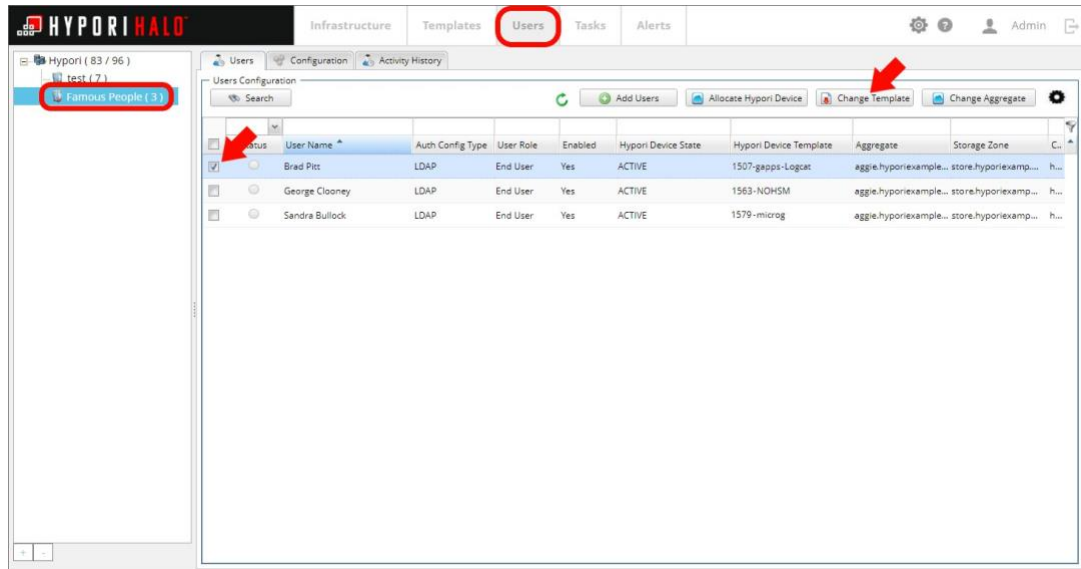 HYPORI HALO
Infrastructure Templates Users Tasks Alerts Admin
Hypori ( 83 / 96 )
test ( 7 )
Famous People ( 3 )
Users Configuration Activity History
Users Configuration
Search Add Users Allocate Hypori Device Change Template Change Aggregate
User Name Auth Config Type User Role Enabled Hypori Device State Hypori Device Template Aggregate Storage Zone C...
Brad Pitt LDAP End User Yes ACTIVE 1507-gapps-Logcat aggie.hyporiexample... store.hyporiexamp... h...
George Clooney LDAP End User Yes ACTIVE 1563-NOHSM aggie.hyporiexample... store.hyporiexamp... h...
Sandra Bullock LDAP End User Yes ACTIVE 1579-microg aggie.hyporiexample... store.hyporiexamp... h...
+ -